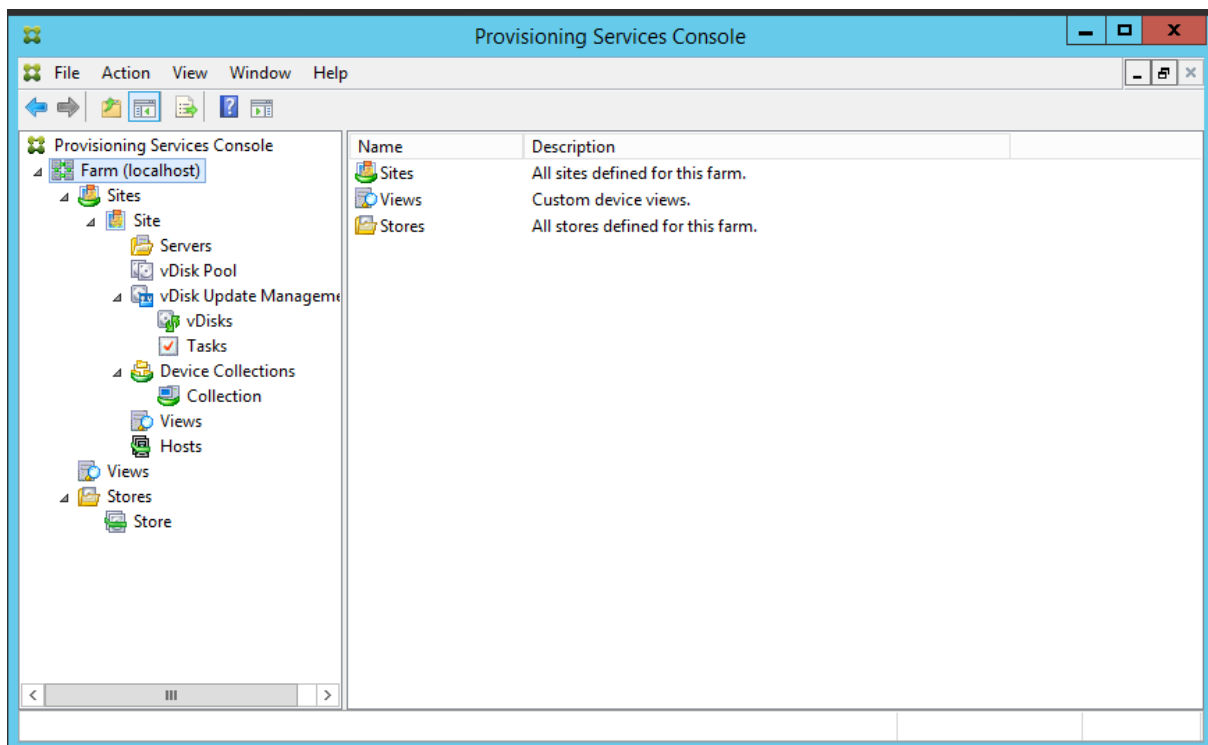 Provisioning Services Console
File Action View Window Help
Provisioning Services Console
Farm (localhost)
Sites
Site
Servers
vDisk Pool
vDisk Update Manageme
vDisks
Tasks
Device Collections
Collection
Views
Hosts
Views
Stores
Store
Name Description
Sites All sites defined for this farm.
Views Custom device views.
Stores All stores defined for this farm.